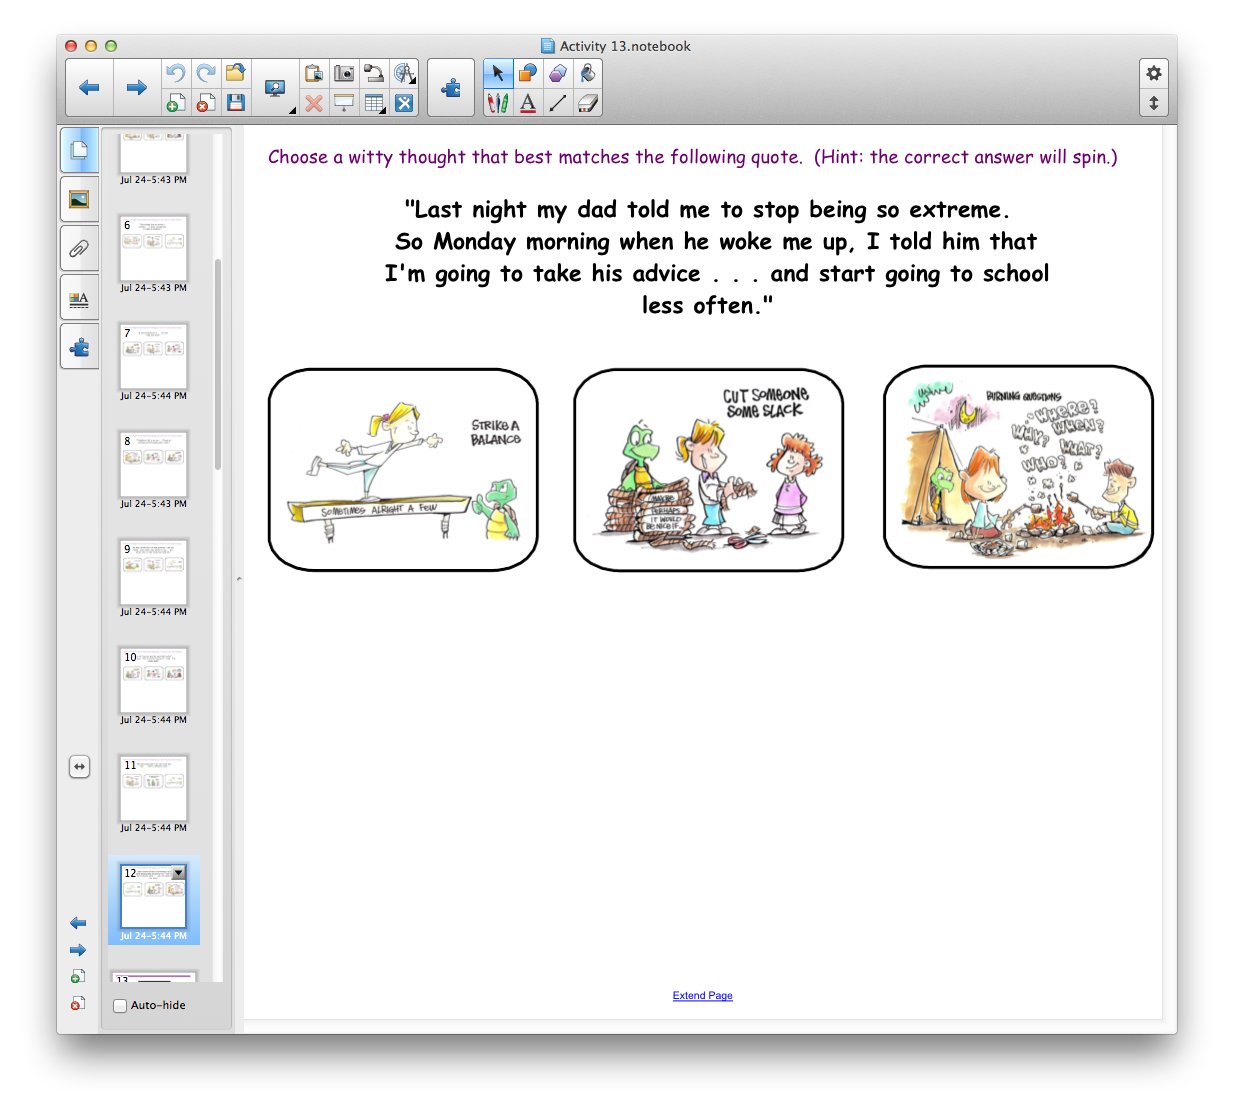 Activity 13.notebook
Jul 24-5:43 PM
6
Jul 24-5:43 PM
7
Jul 24-5:44 PM
8
Jul 24-5:43 PM
9
Jul 24-5:44 PM
10
Jul 24-5:44 PM
11
Jul 24-5:44 PM
12
Jul 24-5:44 PM
13
Auto-hide
Choose a witty thought that best matches the following quote. (Hint: the correct answer will spin.)
"Last night my dad told me to stop being so extreme.
So Monday morning when he woke me up, I told him that
I'm going to take his advice . . . and start going to school
less often."
STRIKE A
BALANCE
SOMETIMES ALRIGHT A FEW
CUT SOMEONE
SOME SLACK
MAYBE
PERHAPS
IT WOULD
BE NICE IF
BURNING QUESTIONS
WHERE?
WHEN?
WHY?
WHAT?
WHO?
Extend Page